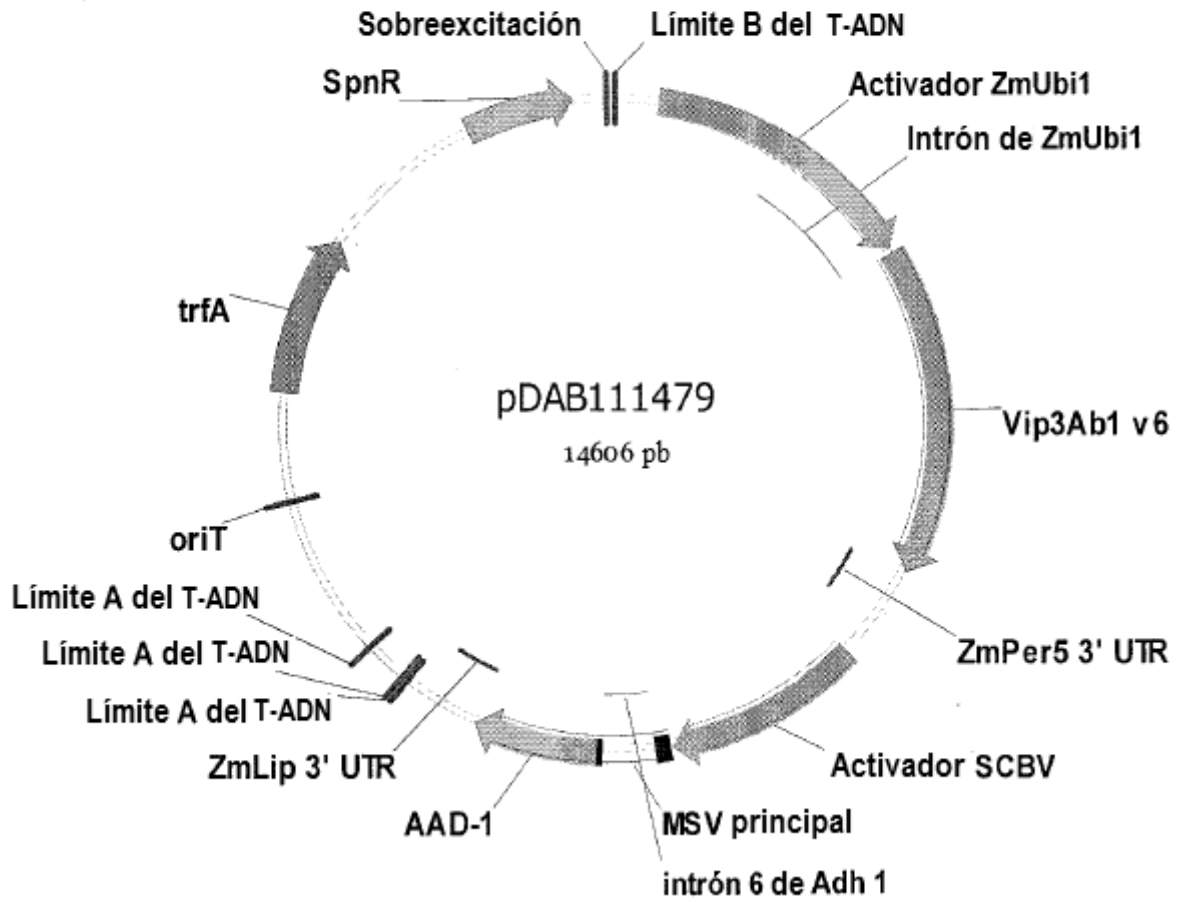 Sobreexcitación
Límite B del T-ADN
SpnR
Activador ZmUbi1
Intrón de ZmUbi1
trfA
pDAB111479
14606 pb
Vip3Ab1 v6
oriT
Límite A del T-ADN
Límite A del T-ADN
Límite A del T-ADN
ZmPer5 3' UTR
ZmLip 3' UTR
Activador SCBV
AAD-1
MSV principal
intrón 6 de Adh 1